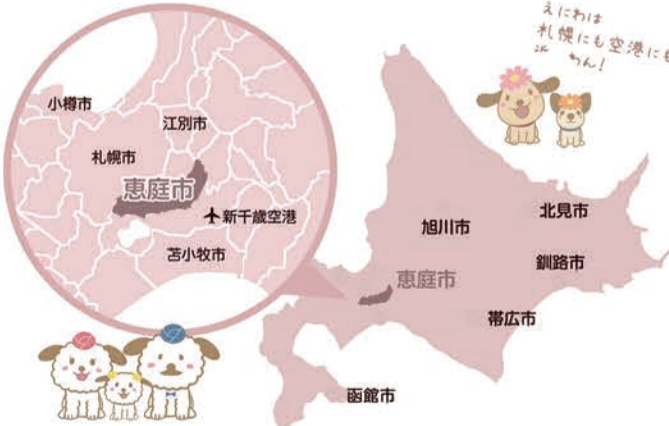 えにわは
札幌にも空港にも
わん！
小樽市
江別市
札幌市
恵庭市
新千歳空港
苫小牧市
旭川市
北見市
恵庭市
釧路市
帯広市
函館市